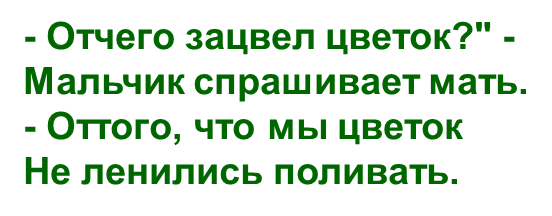 - Отчего зацвел цветок?" -
Мальчик спрашивает мать.
- Оттого, что мы цветок
Не ленились поливать.